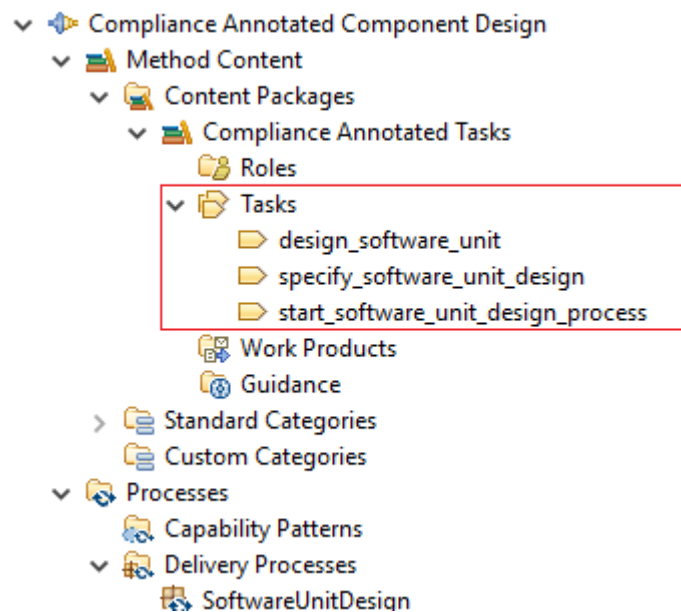 Compliance Annotated Component Design
Method Content
Content Packages
Compliance Annotated Tasks
Roles
Tasks
design_software_unit
specify_software_unit_design
start_software_unit_design_process
Work Products
Guidance
Standard Categories
Custom Categories
Processes
Capability Patterns
Delivery Processes
SoftwareUnitDesign